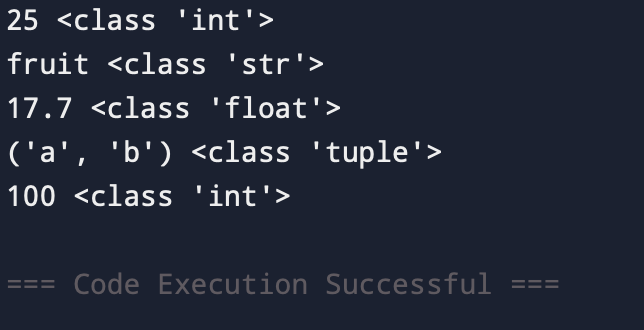 25 <class 'int'>
fruit <class 'str'>
17.7 <class 'float'>
('a', 'b') <class 'tuple'>
100 <class 'int'>
=== Code Execution Successful ===